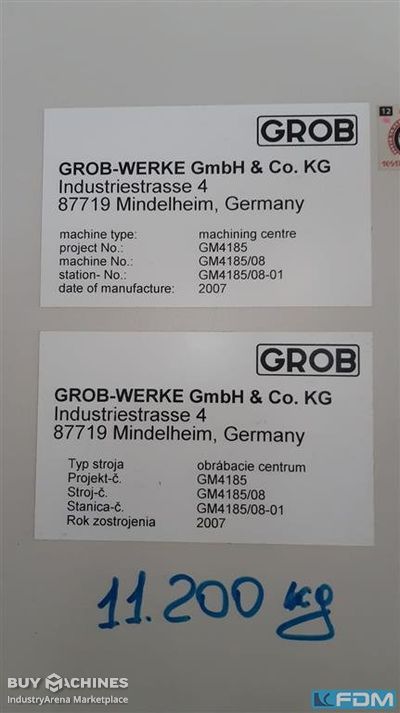 GROB
GROB-WERKE GmbH & Co. KG
Industriestrasse 4
87719 Mindelheim, Germany
machine type: machining centre
project No.: GM4185
machine No.: GM4185/08
station- No.: GM4185/08-01
date of manufacture: 2007
12
GROB
GROB-WERKE GmbH & Co. KG
Industriestrasse 4
87719 Mindelheim, Germany
Typ stroja obrábacie centrum
Projekt-č. GM4185
Stroj-č. GM4185/08
Stanica-č. GM4185/08-01
Rok zostrojenia 2007
11.200 kg
BUY MACHINES
IndustryArena Marketplace
FDM